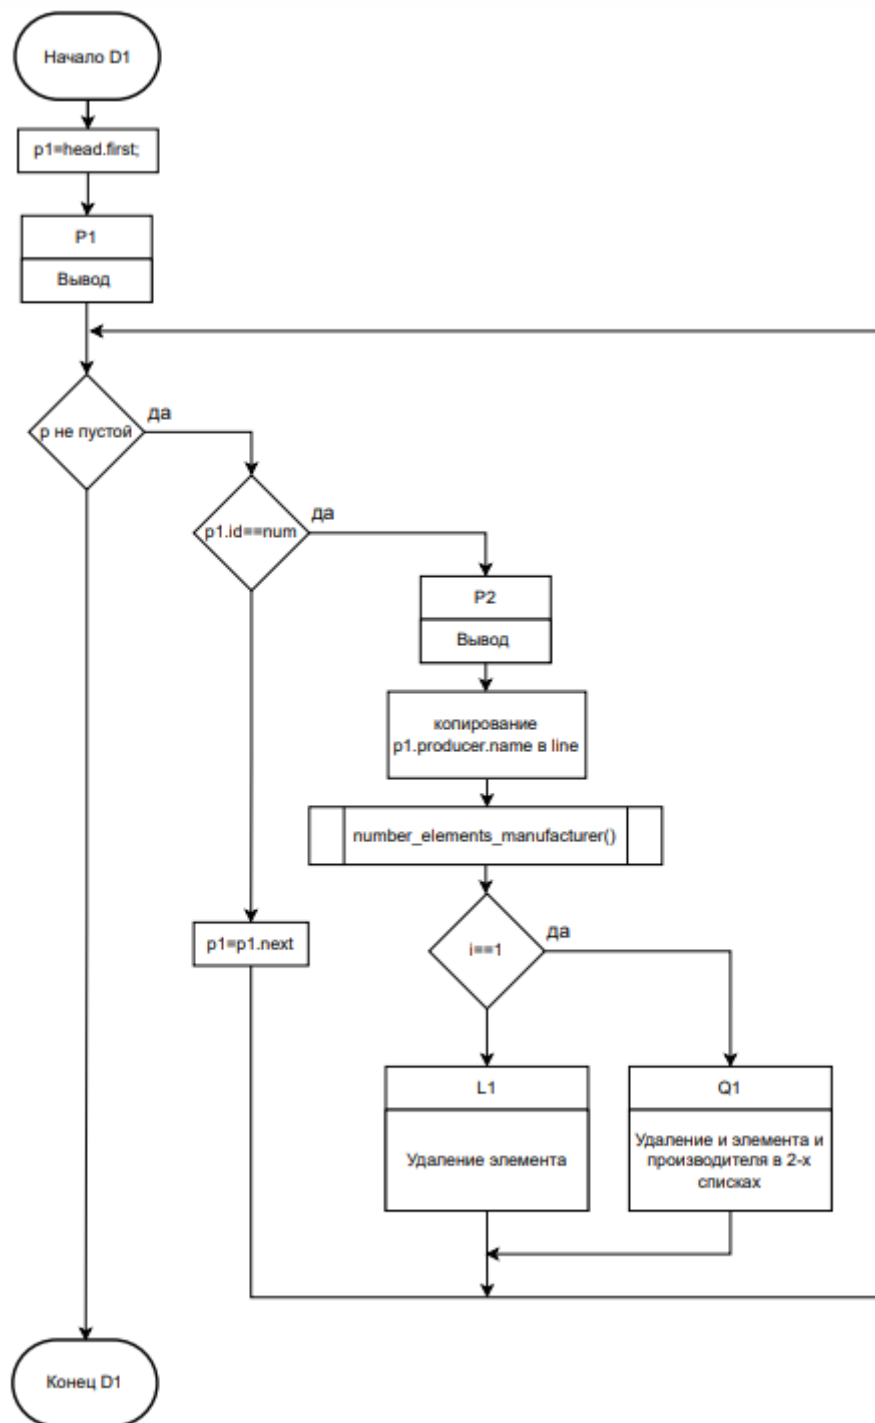 Начало D1
p1=head.first;
P1
Вывод
р не пустой
да
p1.id==num
да
P2
Вывод
копирование
p1.producer.name в line
number_elements_manufacturer()
p1=p1.next
i==1
да
L1
Удаление элемента
Q1
Удаление и элемента и
производителя в 2-х
списках
Конец D1